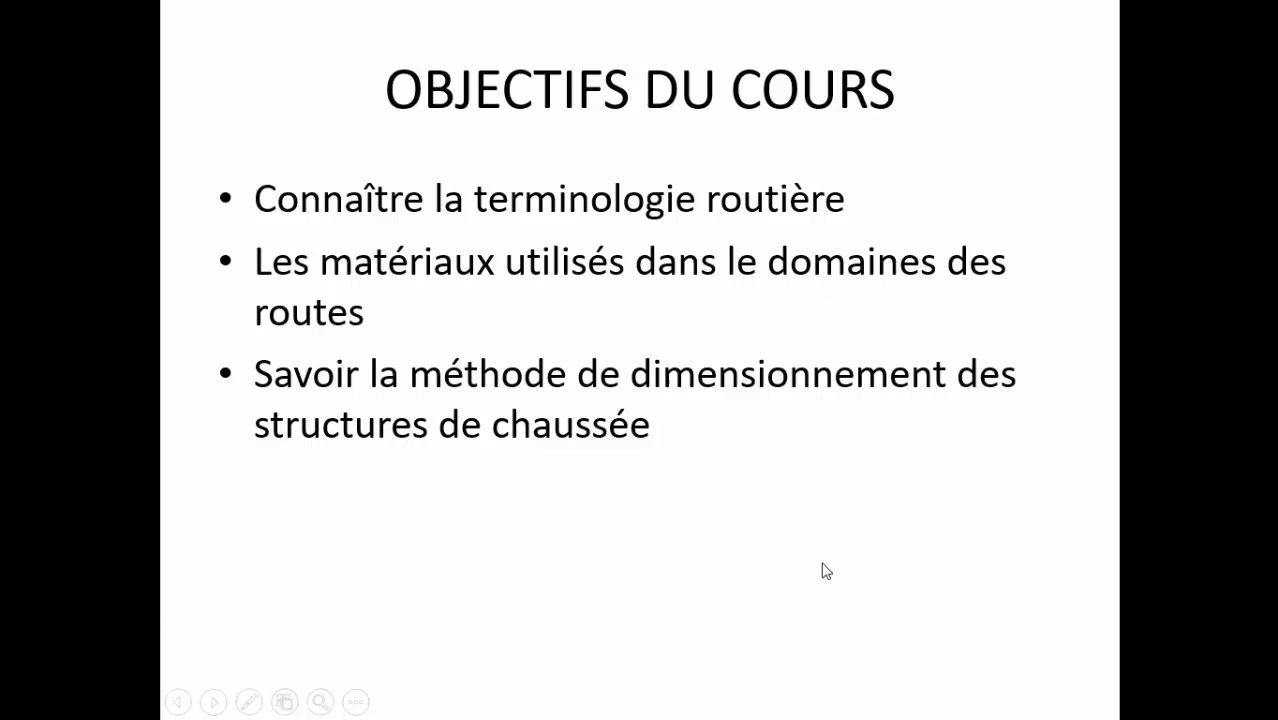 OBJECTIFS DU COURS
• Connaître la terminologie routière
• Les matériaux utilisés dans le domaines des
routes
• Savoir la méthode de dimensionnement des
structures de chaussée